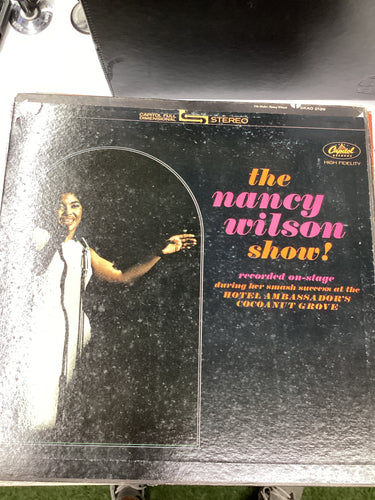 CAPITOL FULL DIMENSIONAL STEREO
Capitol
RECORDS
HIGH FIDELITY
the
nancy
wilson
show!
recorded on-stage
during her smash success at the
HOTEL AMBASSADOR'S
COCOANUT GROVE